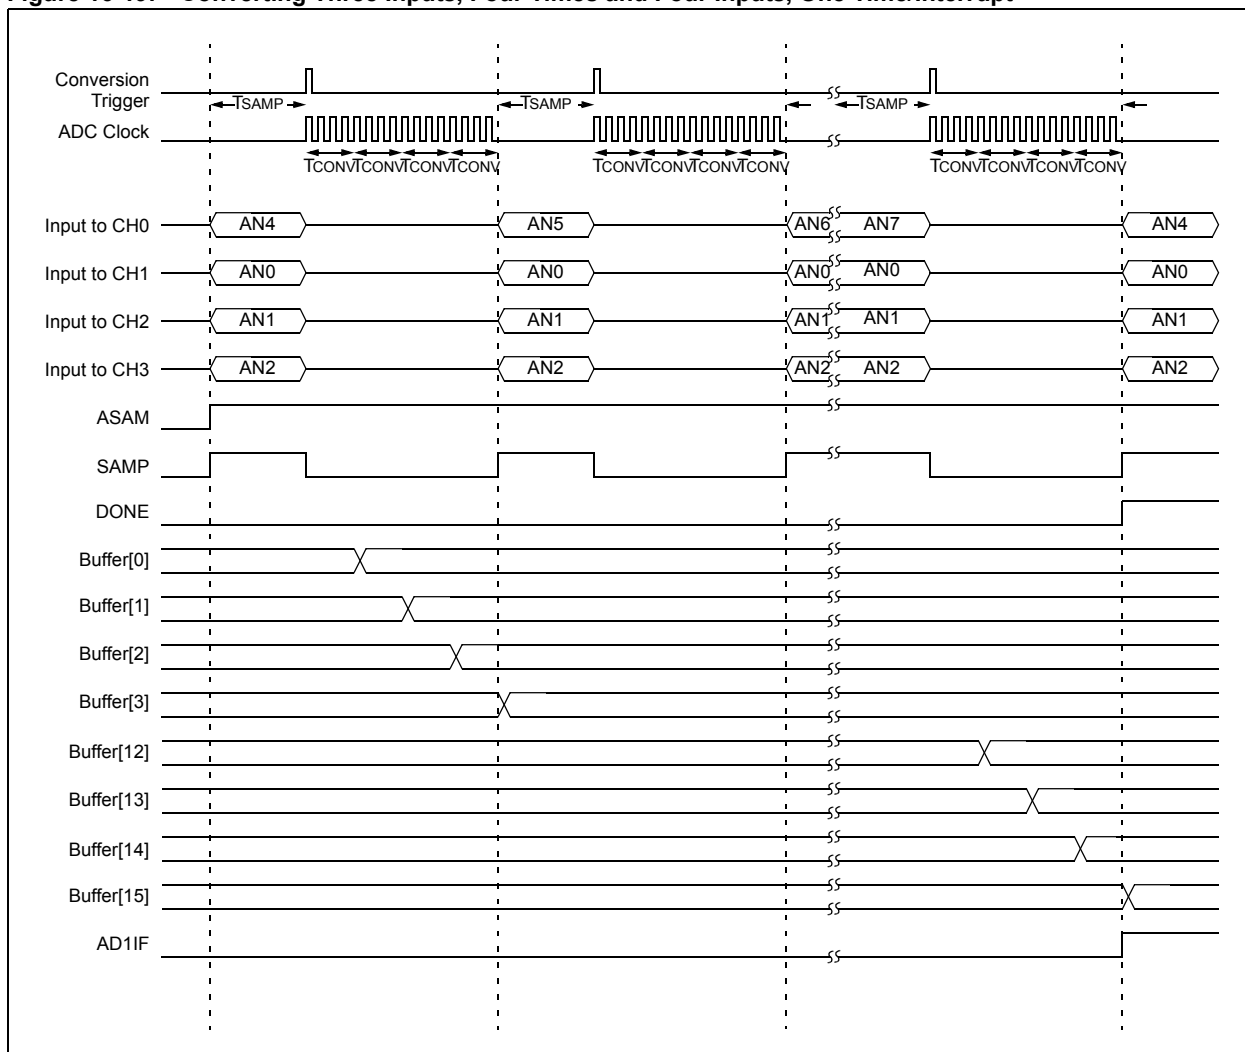 Converting Three Inputs, Four Times and Four Inputs, One Time/Interrupt
Conversion
Trigger
TSAMP TSAMP TSAMP
ADC Clock
TCONV TCONV TCONV TCONV TCONV TCONV TCONV TCONV TCONV TCONV TCONV TCONV
Input to CH0 AN4 AN5 AN6 AN7 AN4
Input to CH1 AN0 AN0 AN0 AN0 AN0
Input to CH2 AN1 AN1 AN1 AN1 AN1
Input to CH3 AN2 AN2 AN2 AN2 AN2
ASAM
SAMP
DONE
Buffer[0]
Buffer[1]
Buffer[2]
Buffer[3]
Buffer[12]
Buffer[13]
Buffer[14]
Buffer[15]
AD1IF